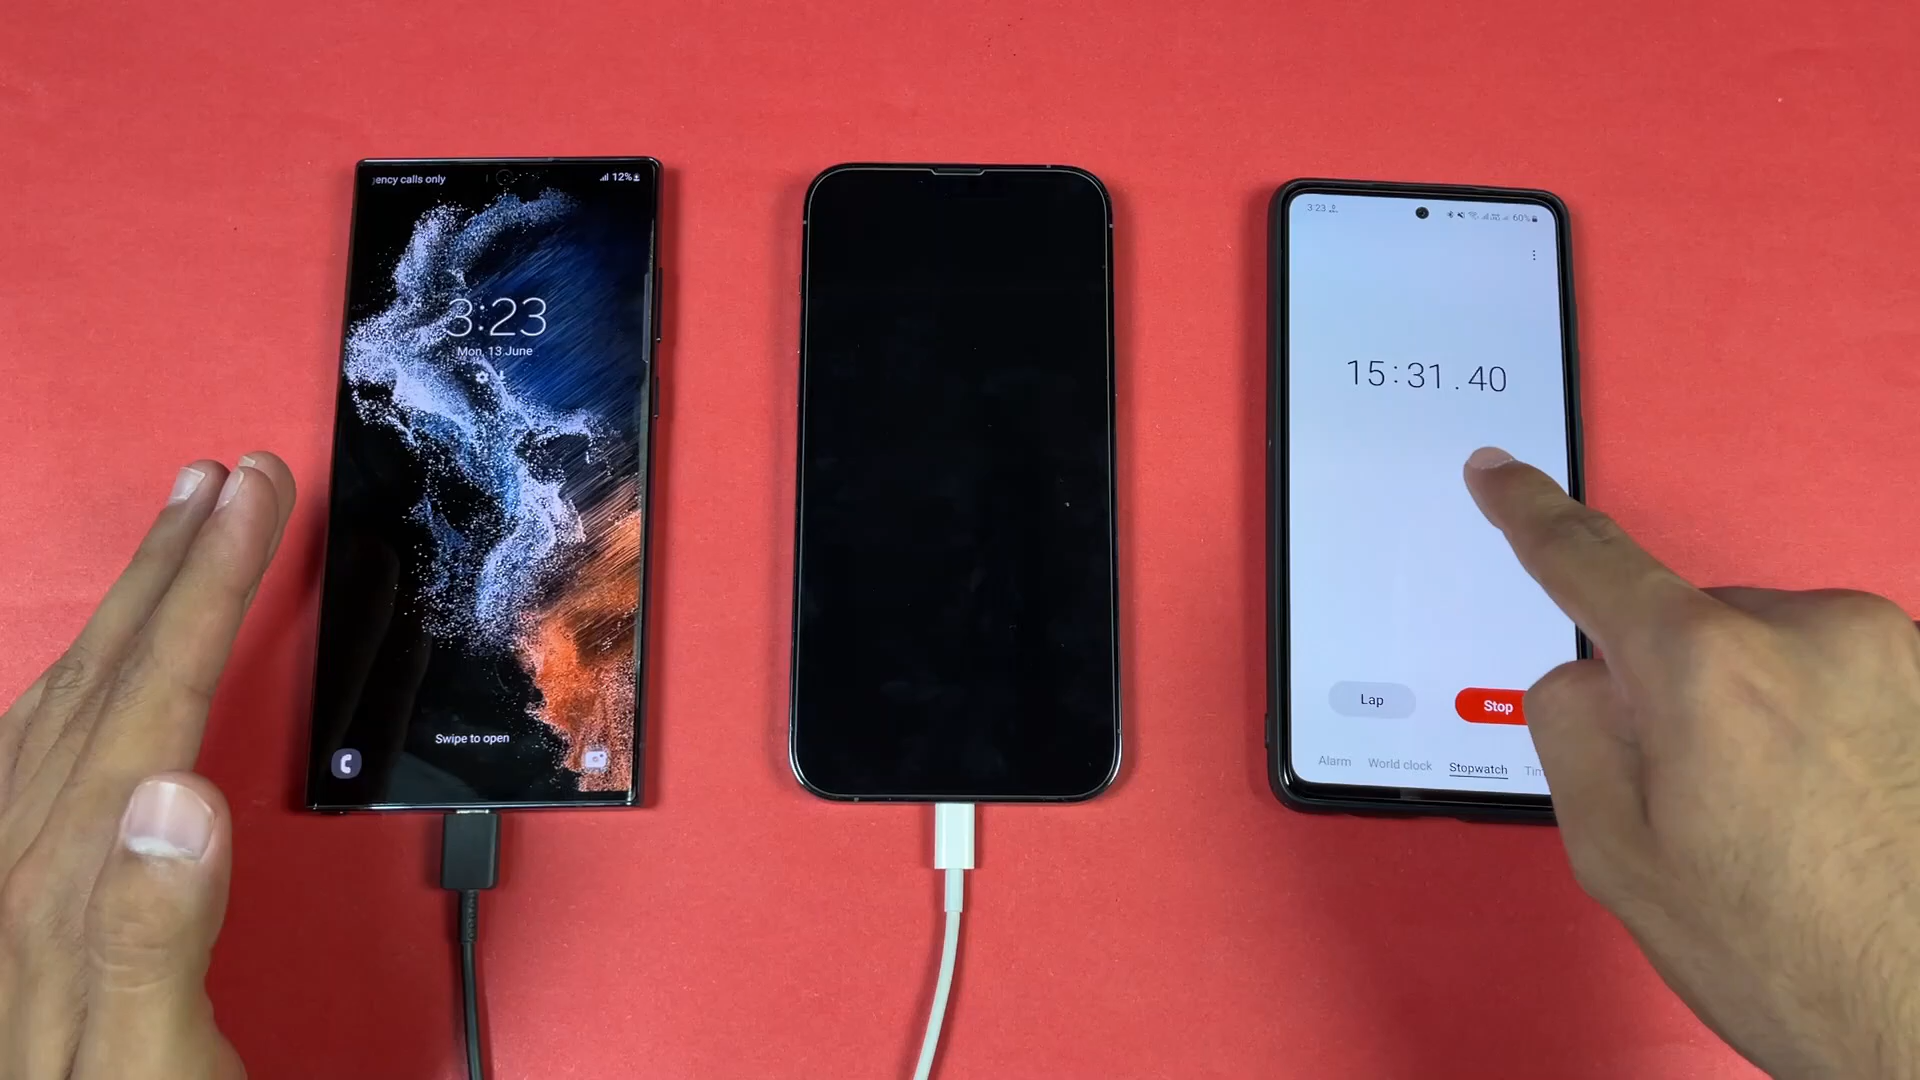 ency calls only
12%
3:23
Mon, 13 June
Swipe to open
3:23
60%
15:31.40
Lap
Stop
Alarm
World clock
Stopwatch
Tim